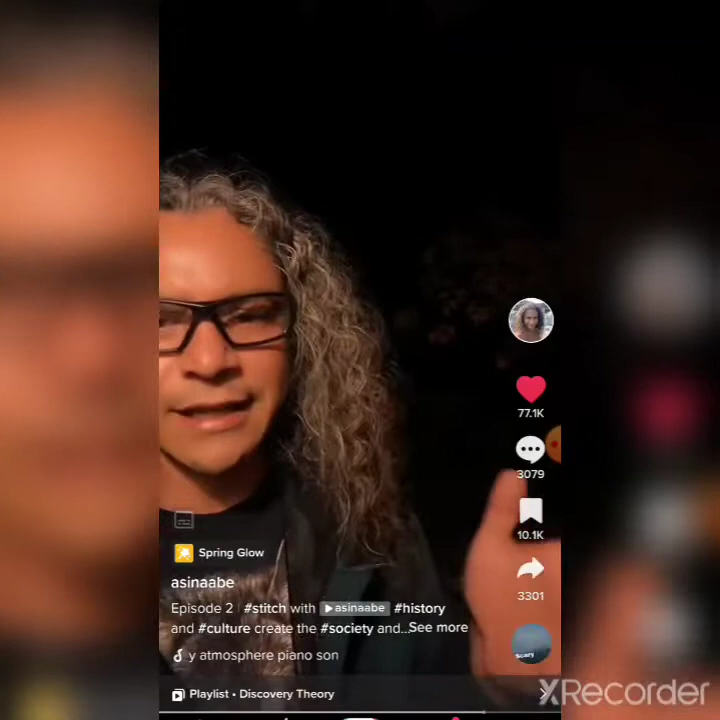 77.1K
3079
10.1K
3301
Spring Glow
asinaabe
Episode 2 #stitch with asinaabe #history
and #culture create the #society and...See more
y atmosphere piano son
Scary
Playlist • Discovery Theory
XRecorder